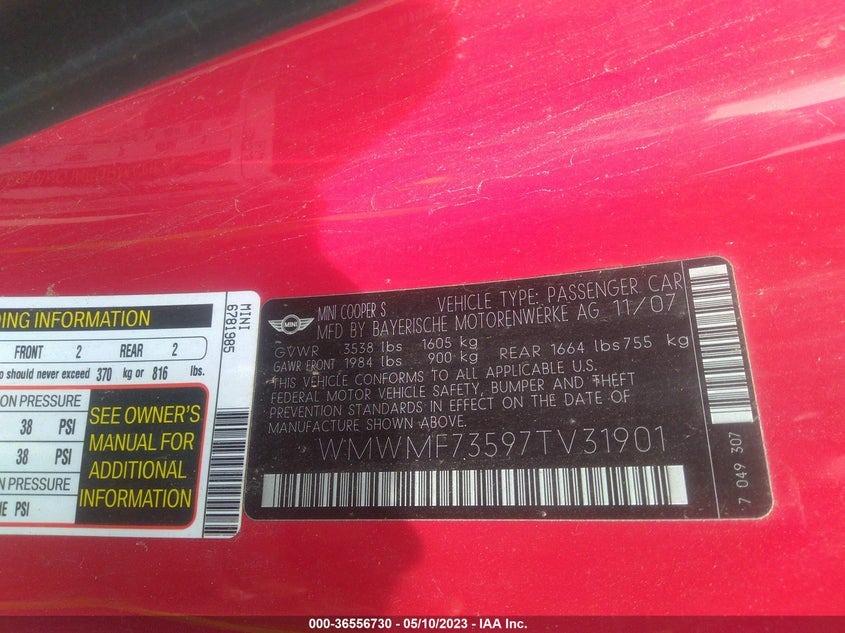 DING INFORMATION
FRONT 2 REAR 2
o should never exceed 370 kg or 816 lbs.
ON PRESSURE
38 PSI
38 PSI
PRESSURE
NE PSI
SEE OWNER'S
MANUAL FOR
ADDITIONAL
INFORMATION
MINI
6781985
MINI
MINI COOPER S VEHICLE TYPE: PASSENGER CAR
MFD BY BAYERISCHE MOTORENWERKE AG 11/07
GVWR 3538 lbs 1605 kg
GAWR FRONT 1984 lbs 900 kg REAR 1664 lbs 755 kg
THIS VEHICLE CONFORMS TO ALL APPLICABLE U.S.
FEDERAL MOTOR VEHICLE SAFETY, BUMPER AND THEFT
PREVENTION STANDARDS IN EFFECT ON THE DATE OF
MANUFACTURE SHOWN ABOVE.
WMWMF73597TV31901
7 049 307
000-36556730 - 05/10/2023 - IAA Inc.